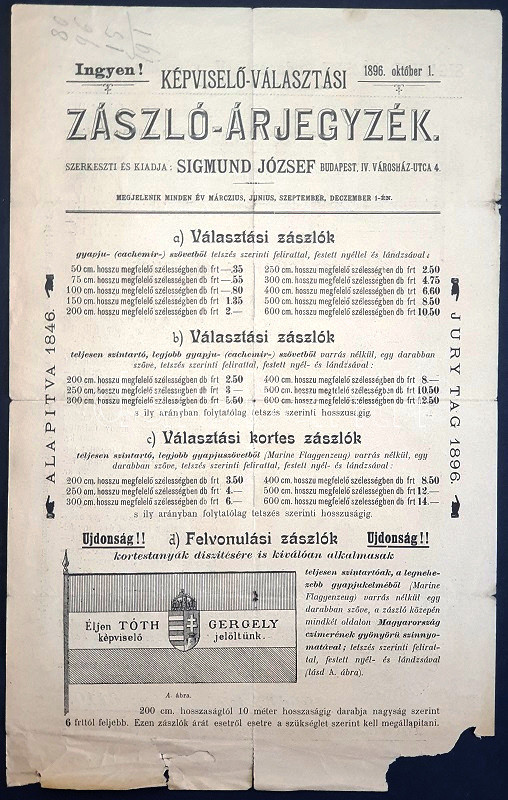 Ingyen!
KÉPVISELŐ-VÁLASZTÁSI
1896. október 1.
ZÁSZLÓ-ÁRJEGYZÉK.
SZERKESZTI ÉS KIADJA: SIGMUND JÓZSEF BUDAPEST, IV. VÁROSHÁZ-UTCA 4.
MEGJELENIK MINDEN ÉV MÁRCZIUS, JUNIUS, SZEPTEMBER, DECZEMBER 1-ÉN.
ALAPITVA 1846.
JURY TAG 1896.
a) Választási zászlók
gyapju- (cachemir-) szövetből tetszés szerinti felirattal, festett nyéllel és lándzsával:
50 cm. hosszu megfelelő szélességben db frt —.35
75 cm. hosszu megfelelő szélességben db frt —.55
100 cm. hosszu megfelelő szélességben db frt —.80
150 cm. hosszu megfelelő szélességben db frt 1.35
200 cm. hosszu megfelelő szélességben db frt 2.—
250 cm. hosszu megfelelő szélességben db frt 2.50
300 cm. hosszu megfelelő szélességben db frt 4.75
400 cm. hosszu megfelelő szélességben db frt 6.60
500 cm. hosszu megfelelő szélességben db frt 8.50
600 cm. hosszu megfelelő szélességben db frt 10.50
b) Választási zászlók
teljesen szintartó, legjobb gyapju- (cachemir-) szövetből varrás nélkül, egy darabban
szőve, tetszés szerinti felirattal, festett nyél- és lándzsával:
200 cm. hosszu megfelelő szélességben db frt 2.50
250 cm. hosszu megfelelő szélességben db frt 3 —
300 cm. hosszu megfelelő szélességben db frt 5.50
400 cm. hosszu megfelelő szélességben db frt 8.—
500 cm. hosszu megfelelő szélességben db frt 10.50
600 cm. hosszu megfelelő szélességben db frt
s ily arányban folytatólag tetszés szerinti hosszuságig.
c) Választási kortes zászlók
teljesen szintartó, legjobb gyapjuszövetből (Marine Flaggenzeug) varrás nélkül, egy
darabban szőve, tetszés szerinti felirattal, festett nyél- és lándzsával:
200 cm. hosszu megfelelő szélességben db frt 3.50
250 cm. hosszu megfelelő szélességben db frt 4.—
300 cm. hosszu megfelelő szélességben db frt 6.—
400 cm. hosszu megfelelő szélességben db frt 8.50
500 cm. hosszu megfelelő szélességben db frt 12.—
600 cm. hosszu megfelelő szélességben db frt 14.—
s ily arányban folytatólag tetszés szerinti hosszuságig.
Ujdonság!! d) Felvonulási zászlók Ujdonság!!
kortestanyák diszitésére is kiválóan alkalmasak
Éljen TÓTH GERGELY
képviselő jelöltünk.
A. ábra.
teljesen szintartóak, a legnehe-
zebb gyapjukelméből (Marine
Flaggenzeug) varrás nélkül egy
darabban szőve, a zászló közepén
mindkét oldalon Magyarország
czimerének gyönyörü szinnyo-
matával; tetszés szerinti felirat-
tal, festett nyél- és lándzsával
(lásd A. ábra).
200 cm. hosszaságtól 10 méter hosszaságig darabja nagyság szerint
6 frttól feljebb. Ezen zászlók árát esetről esetre a szükséglet szerint kell megállapitani.